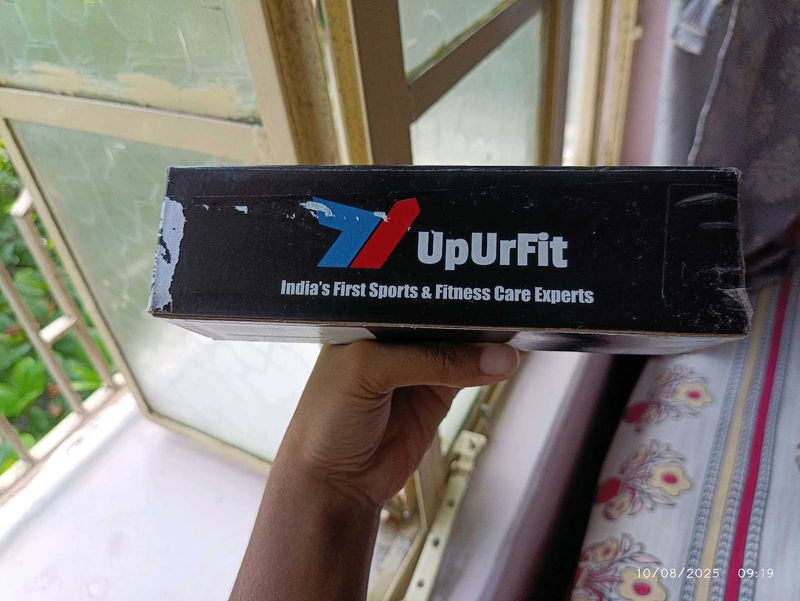 UpUrFit
India's First Sports & Fitness Care Experts
10/08/2025 09:19